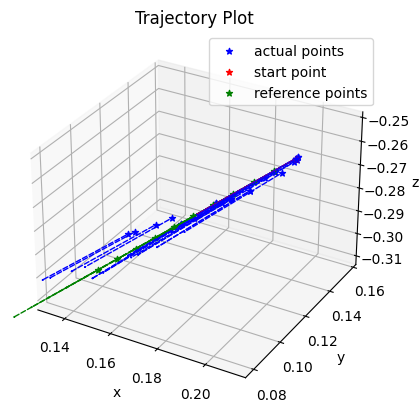 Trajectory Plot
actual points
start point
reference points
−0.25
−0.26
−0.27
−0.28
−0.29
−0.30
−0.31
z
0.16
0.14
0.12
0.10
0.08
y
0.14
0.16
0.18
0.20
x